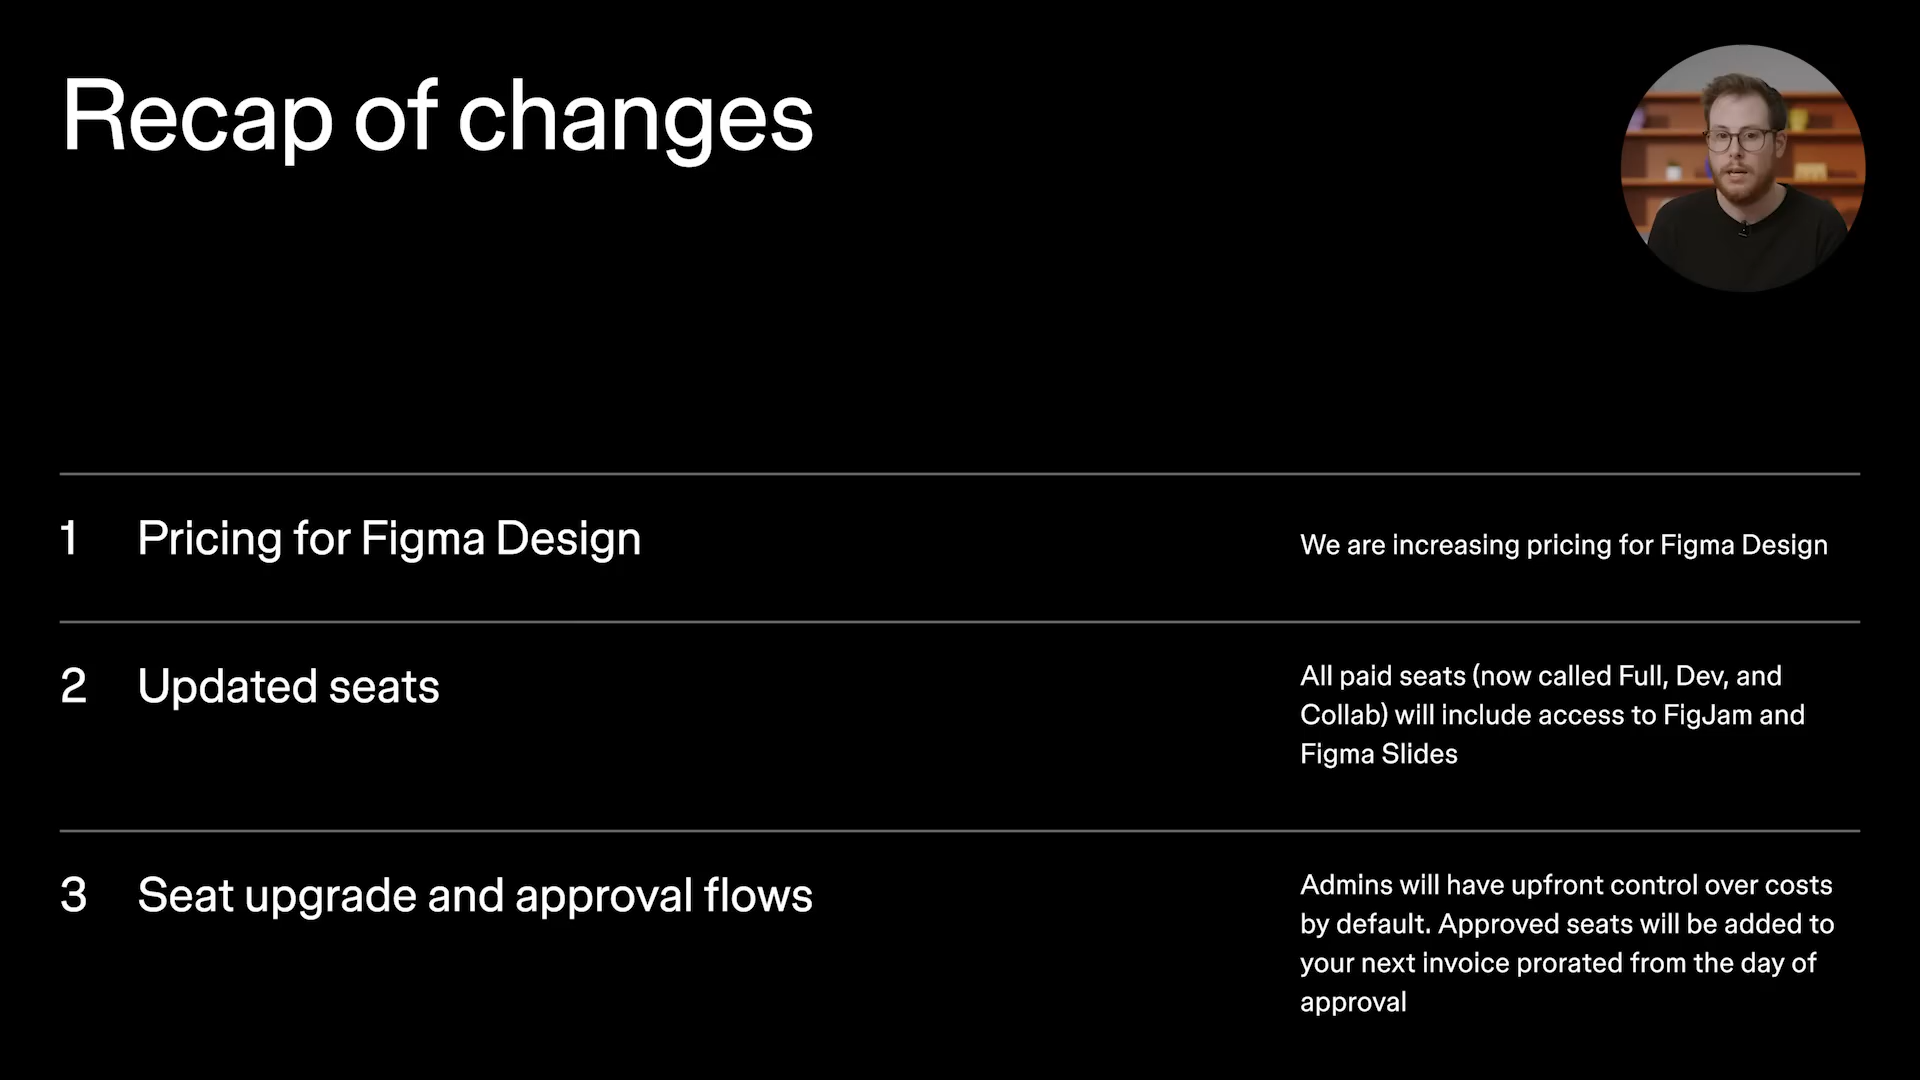 Recap of changes
1 Pricing for Figma Design
We are increasing pricing for Figma Design
2 Updated seats
All paid seats (now called Full, Dev, and
Collab) will include access to FigJam and
Figma Slides
3 Seat upgrade and approval flows
Admins will have upfront control over costs
by default. Approved seats will be added to
your next invoice prorated from the day of
approval